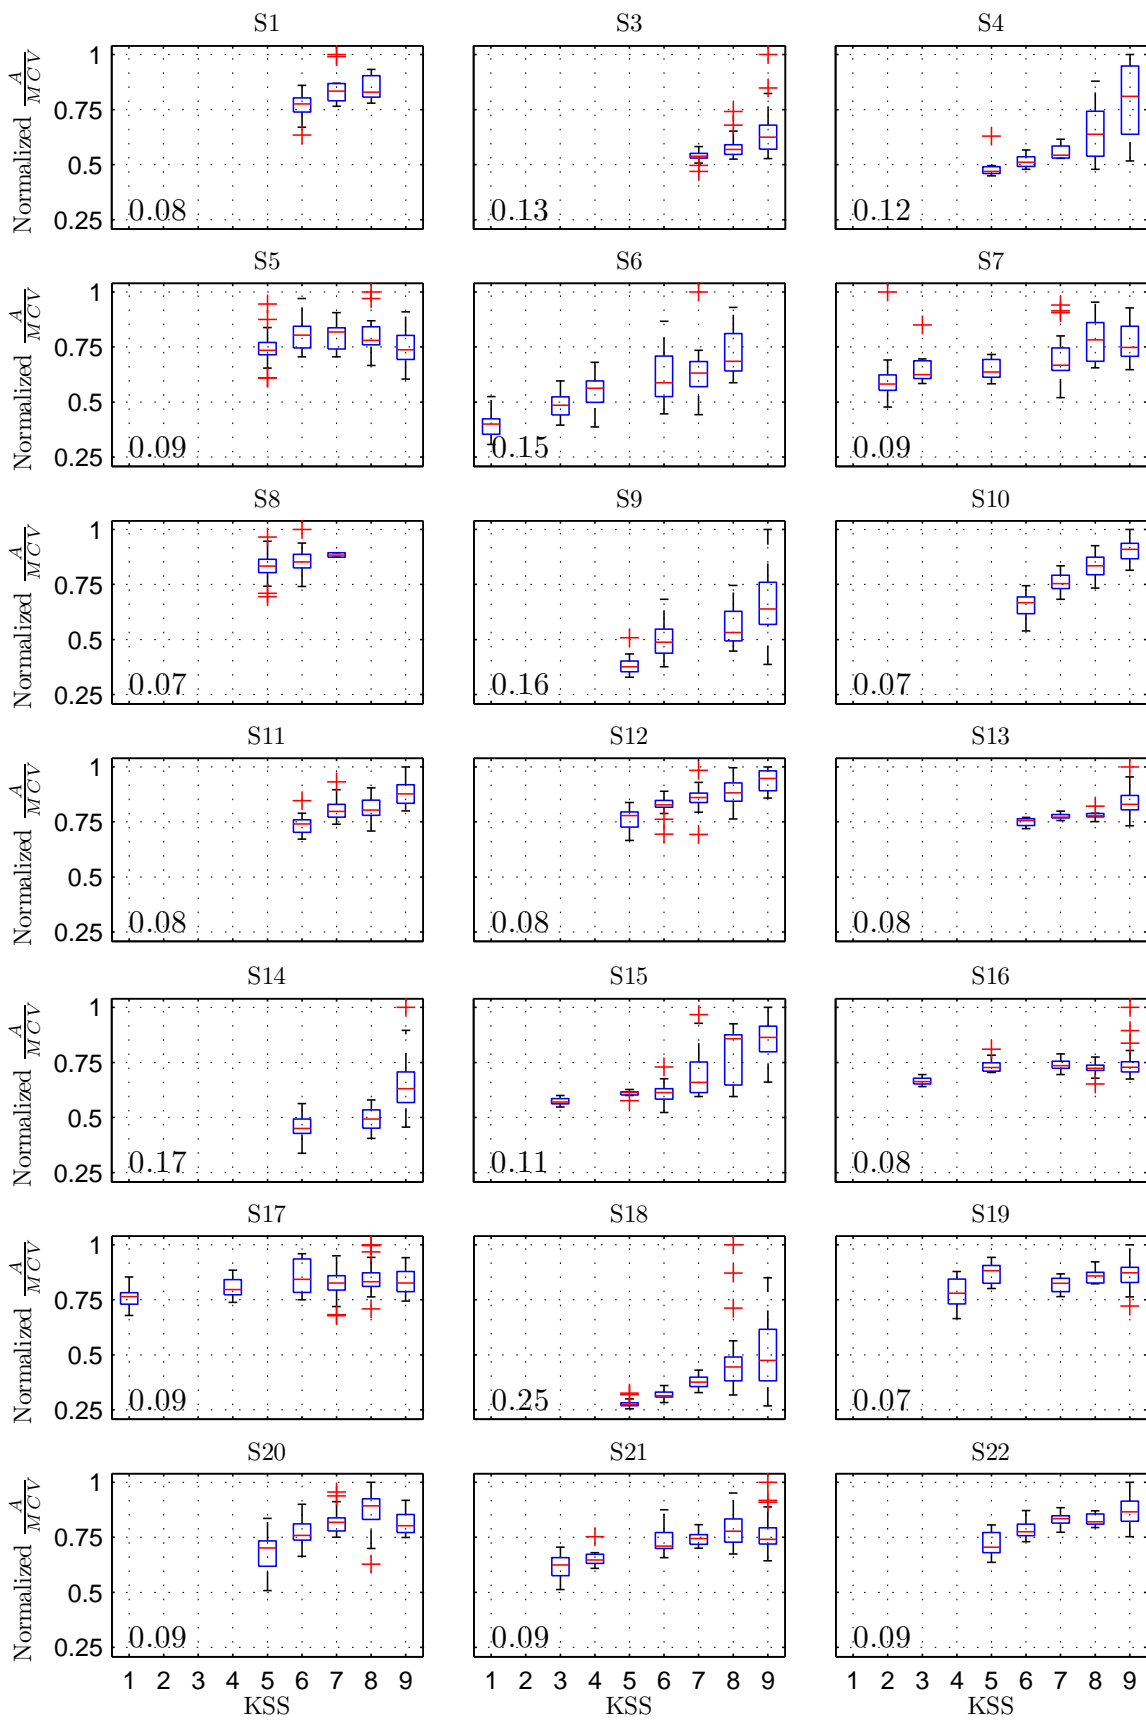 S1 S3 S4
Normalized A/MCV
1
0.75
0.5
0.25
0.08 0.13 0.12
S5 S6 S7
Normalized A/MCV
1
0.75
0.5
0.25
0.09 0.15 0.09
S8 S9 S10
Normalized A/MCV
1
0.75
0.5
0.25
0.07 0.16 0.07
S11 S12 S13
Normalized A/MCV
1
0.75
0.5
0.25
0.08 0.08 0.08
S14 S15 S16
Normalized A/MCV
1
0.75
0.5
0.25
0.17 0.11 0.08
S17 S18 S19
Normalized A/MCV
1
0.75
0.5
0.25
0.09 0.25 0.07
S20 S21 S22
Normalized A/MCV
1
0.75
0.5
0.25
0.09 0.09 0.09
1 2 3 4 5 6 7 8 9 1 2 3 4 5 6 7 8 9 1 2 3 4 5 6 7 8 9
KSS KSS KSS